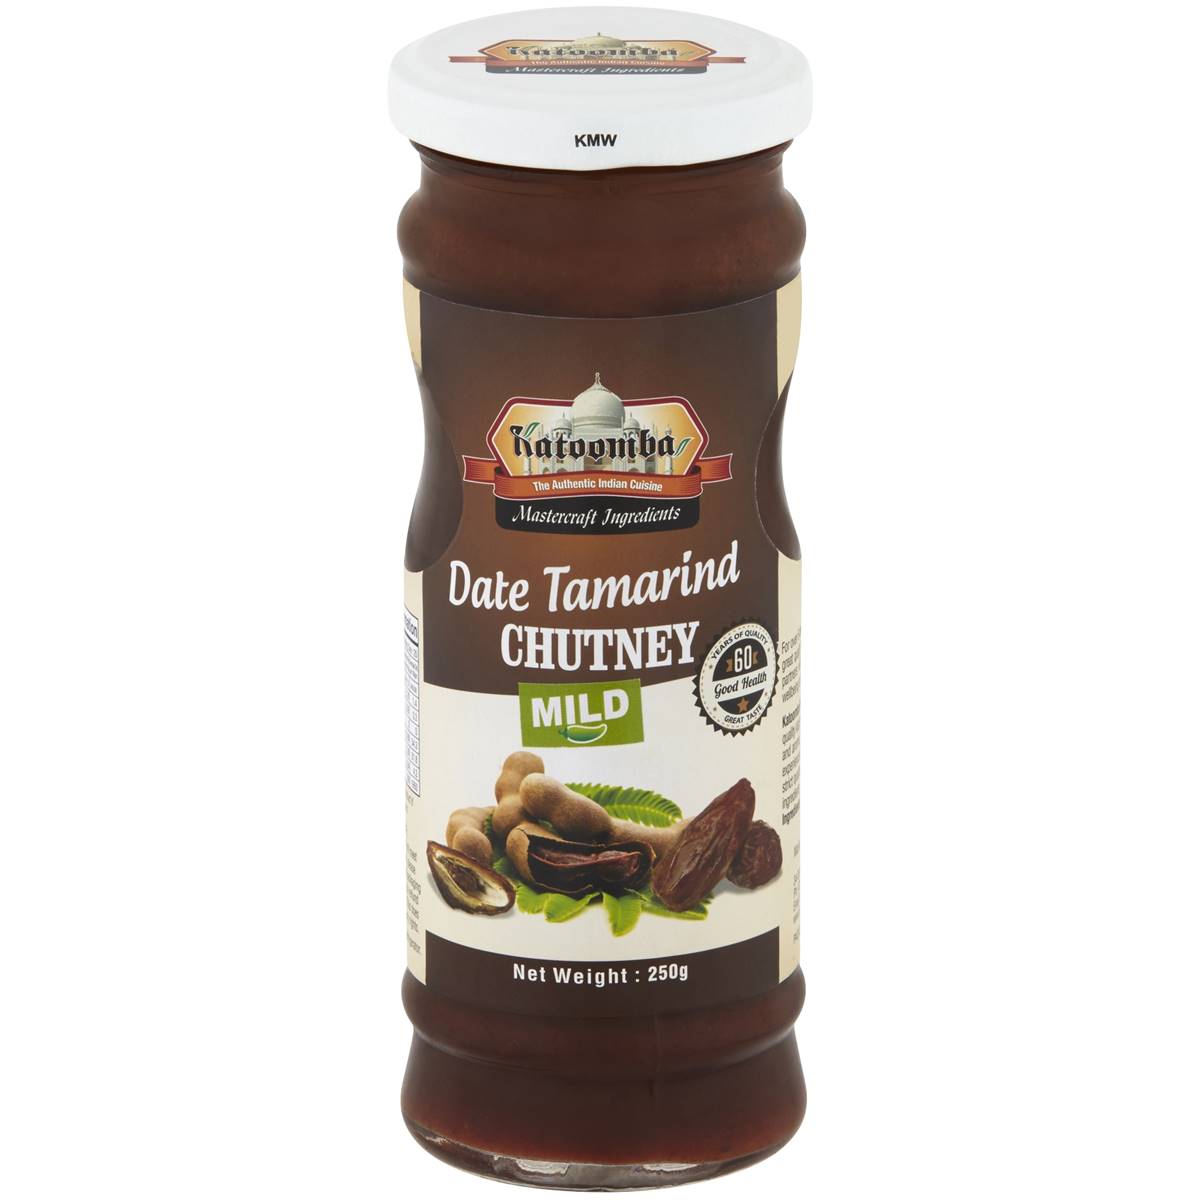 Katoomba
The Authentic Indian Cuisine
Mastercraft Ingredients
KMW
Katoomba
The Authentic Indian Cuisine
Mastercraft Ingredients
Date Tamarind
CHUTNEY
YEARS OF QUALITY
60
Good Health
GREAT TASTE
MILD
Net Weight : 250g